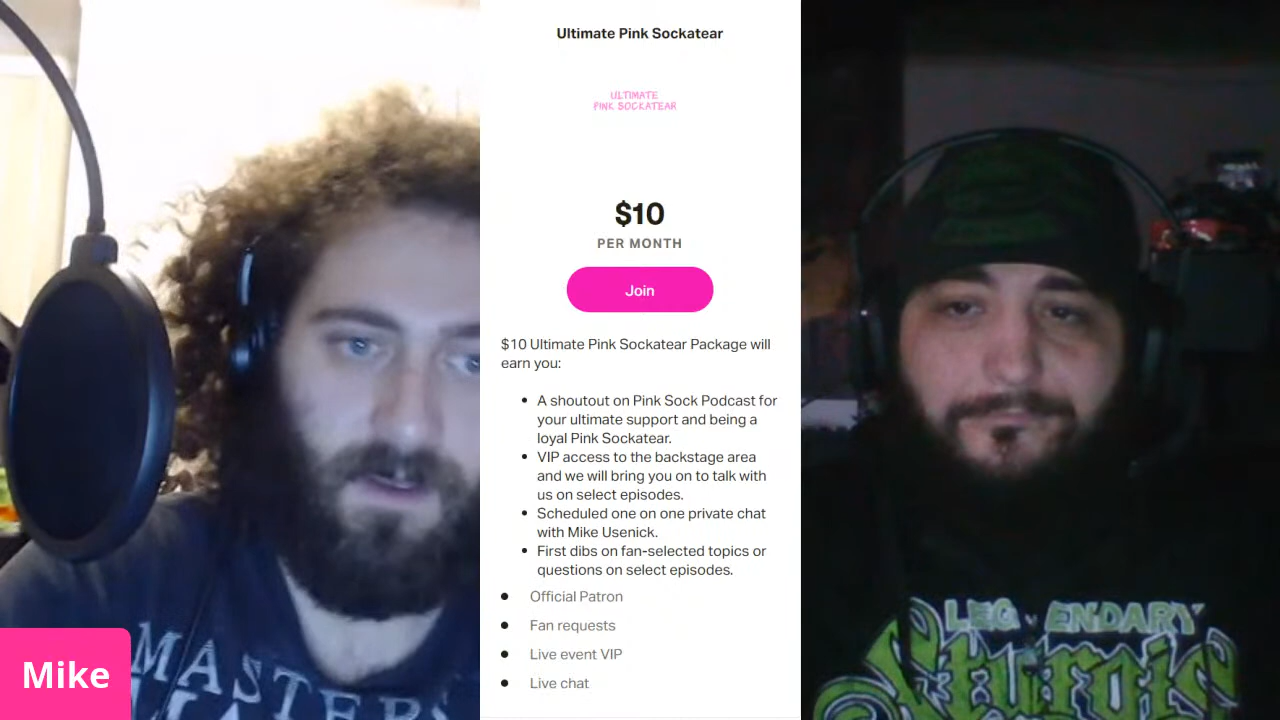 Ultimate Pink Sockatear
ULTIMATE
PINK SOCKATEAR
$10
PER MONTH
Join
$10 Ultimate Pink Sockatear Package will
earn you:
A shoutout on Pink Sock Podcast for
your ultimate support and being a
loyal Pink Sockatear.
VIP access to the backstage area
and we will bring you on to talk with
us on select episodes.
Scheduled one on one private chat
with Mike Usenick.
First dibs on fan-selected topics or
questions on select episodes.
Official Patron
Fan requests
Live event VIP
Live chat
Mike
MASTERS
LEG ENDARY
Sturgis